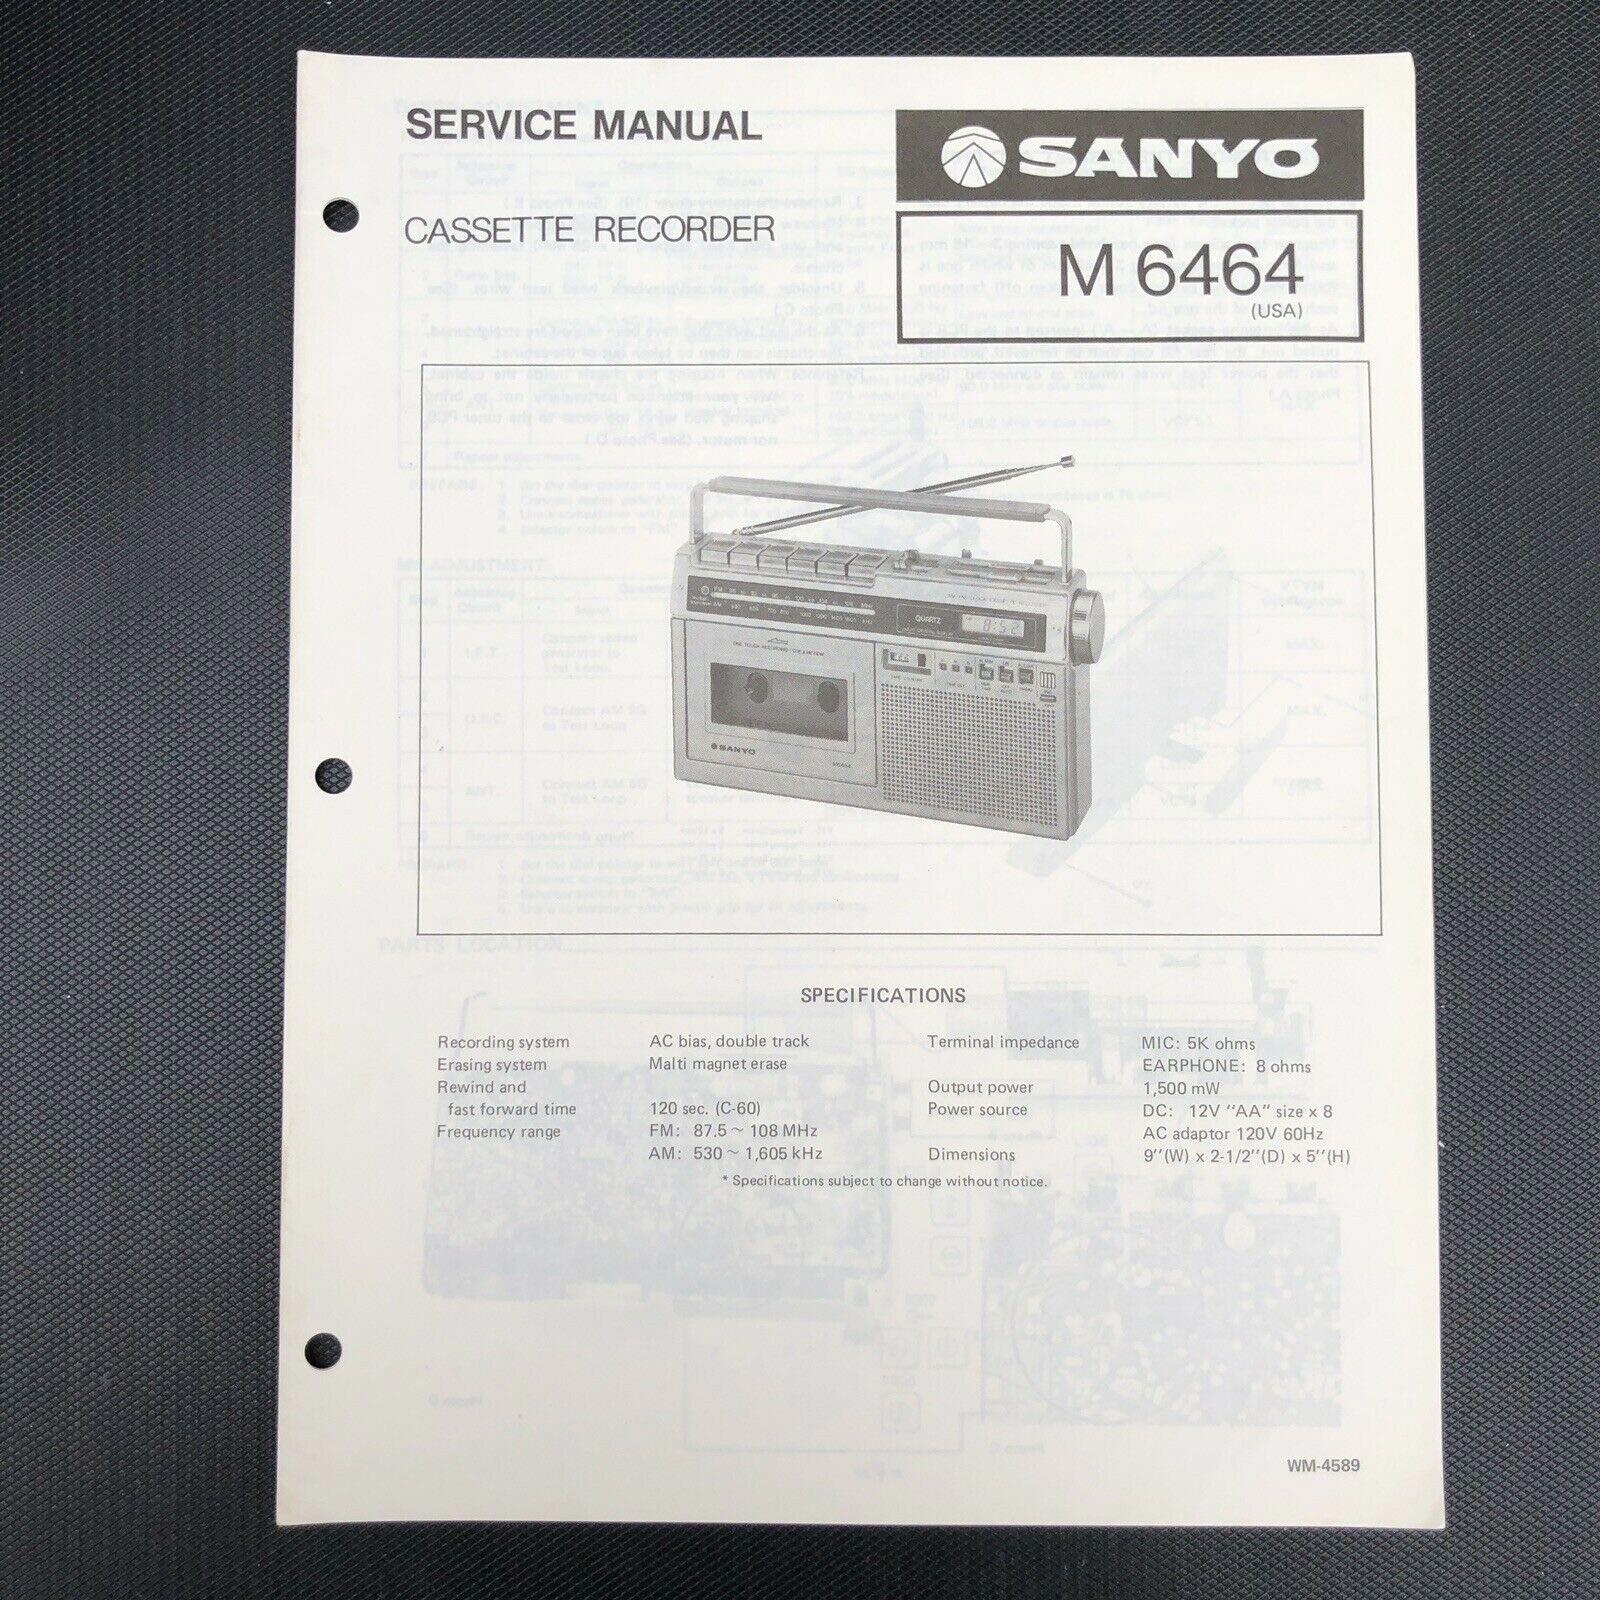 SERVICE MANUAL
SANYO
CASSETTE RECORDER
M 6464
(USA)
QUARTZ
8:52
SANYO
SPECIFICATIONS
Recording system AC bias, double track
Erasing system Malti magnet erase
Rewind and
fast forward time 120 sec. (C-60)
Frequency range FM: 87.5 ~ 108 MHz
AM: 530 ~ 1,605 kHz
Terminal impedance MIC: 5K ohms
EARPHONE: 8 ohms
Output power 1,500 mW
Power source DC: 12V "AA" size x 8
AC adaptor 120V 60Hz
Dimensions 9"(W) x 2-1/2"(D) x 5"(H)
* Specifications subject to change without notice.
WM-4589